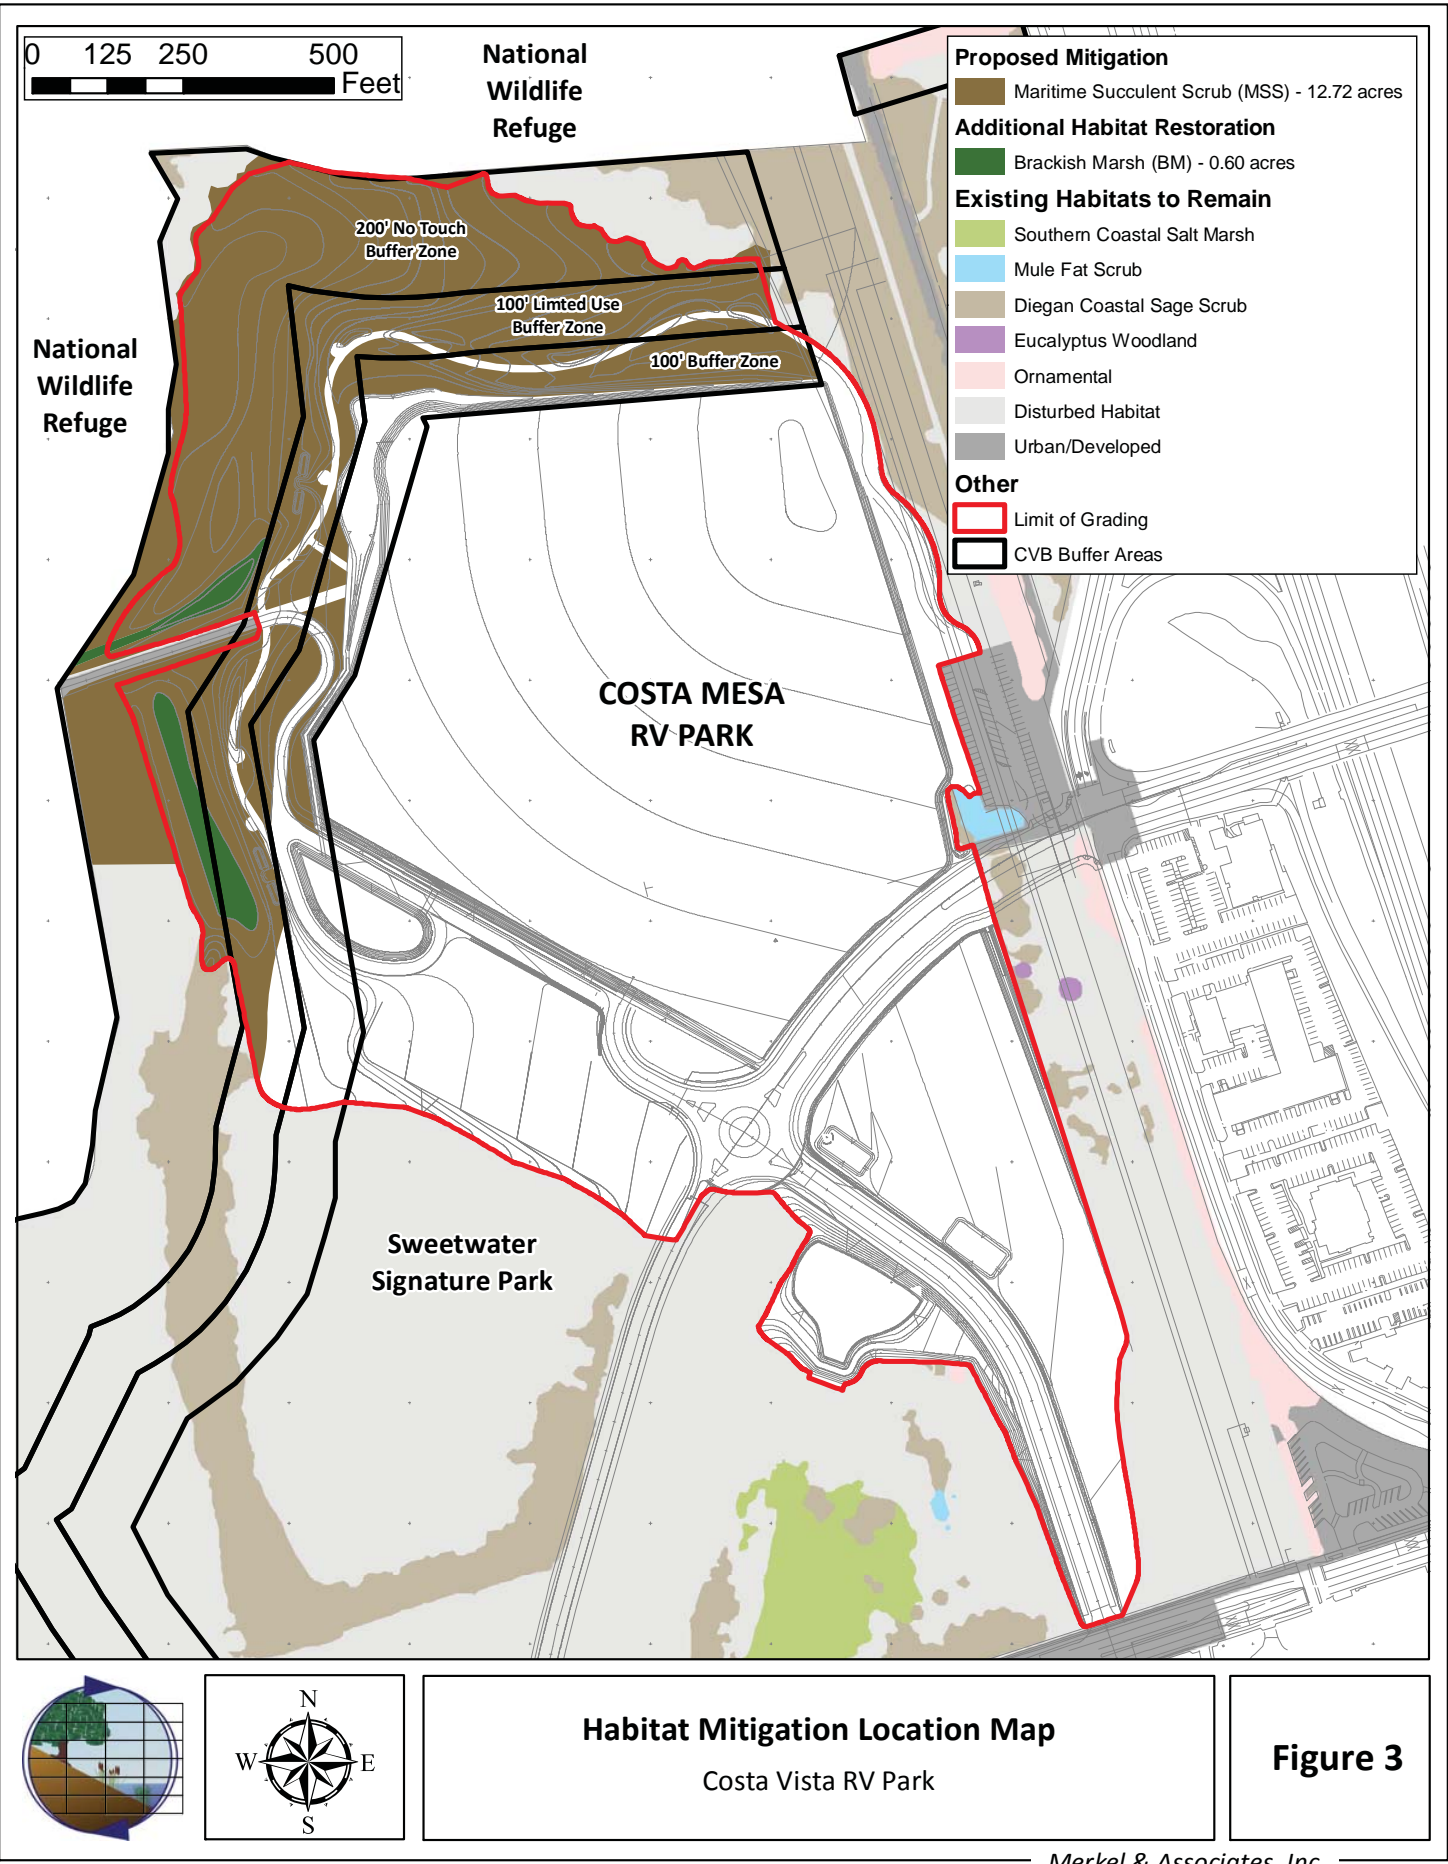 0 125 250 500
Feet
National
Wildlife
Refuge
Proposed Mitigation
Maritime Succulent Scrub (MSS) - 12.72 acres
Additional Habitat Restoration
Brackish Marsh (BM) - 0.60 acres
Existing Habitats to Remain
Southern Coastal Salt Marsh
Mule Fat Scrub
Diegan Coastal Sage Scrub
Eucalyptus Woodland
Ornamental
Disturbed Habitat
Urban/Developed
Other
Limit of Grading
CVB Buffer Areas
200' No Touch
Buffer Zone
100' Limted Use
Buffer Zone
100' Buffer Zone
National
Wildlife
Refuge
COSTA MESA
RV PARK
Sweetwater
Signature Park
N
W E
S
Habitat Mitigation Location Map
Costa Vista RV Park
Figure 3
Merkel & Associates, Inc.